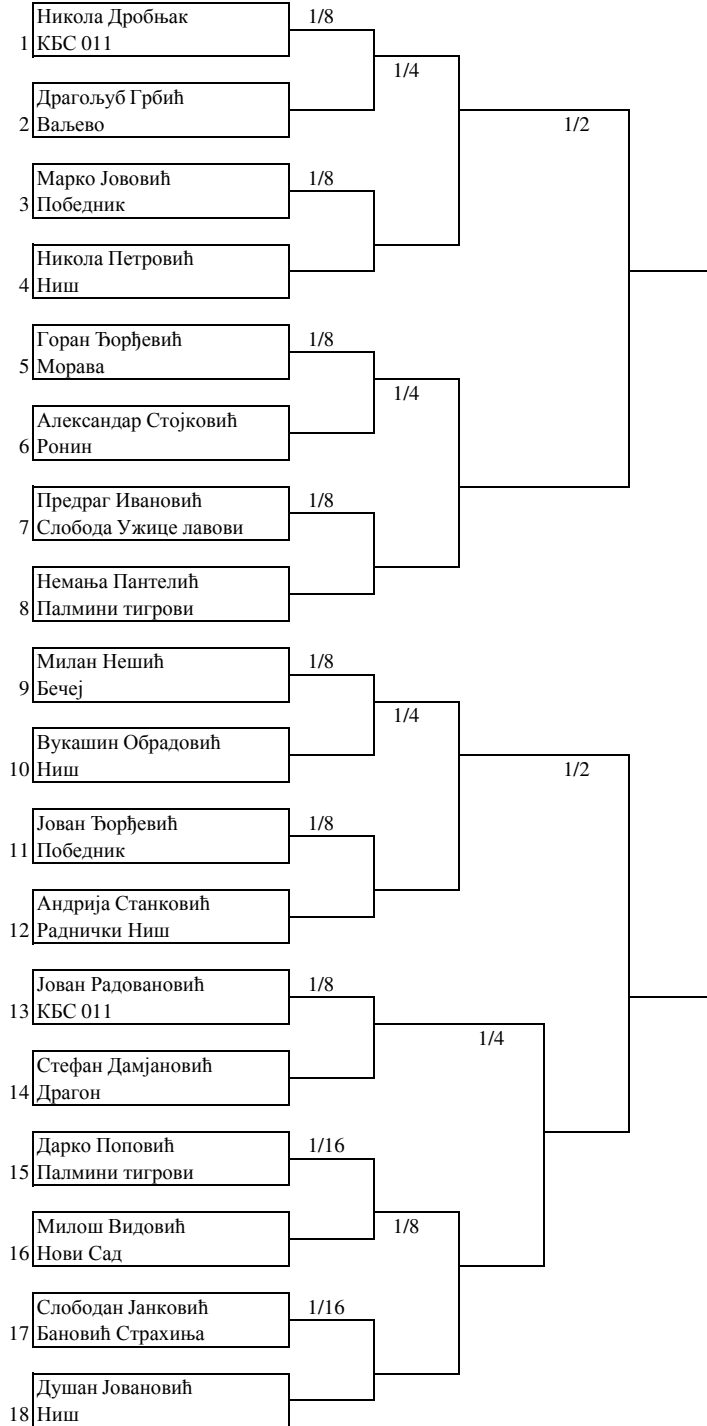 Никола Дробњак 1/8
1 КБС 011
1/4
Драгољуб Грбић
2 Ваљево 1/2
Марко Јововић 1/8
3 Победник
Никола Петровић
4 Ниш
Горан Ђорђевић 1/8
5 Морава
1/4
Александар Стојковић
6 Ронин
Предраг Ивановић 1/8
7 Слобода Ужице лавови
Немања Пантелић
8 Палмини тигрови
Милан Нешић 1/8
9 Бечеј
1/4
Вукашин Обрадовић
10 Ниш 1/2
Јован Ђорђевић 1/8
11 Победник
Андрија Станковић
12 Раднички Ниш
Јован Радовановић 1/8
13 КБС 011
1/4
Стефан Дамјановић
14 Драгон
Дарко Поповић 1/16
15 Палмини тигрови
Милош Видовић 1/8
16 Нови Сад
Слободан Јанковић 1/16
17 Бановић Страхиња
Душан Јовановић
18 Ниш